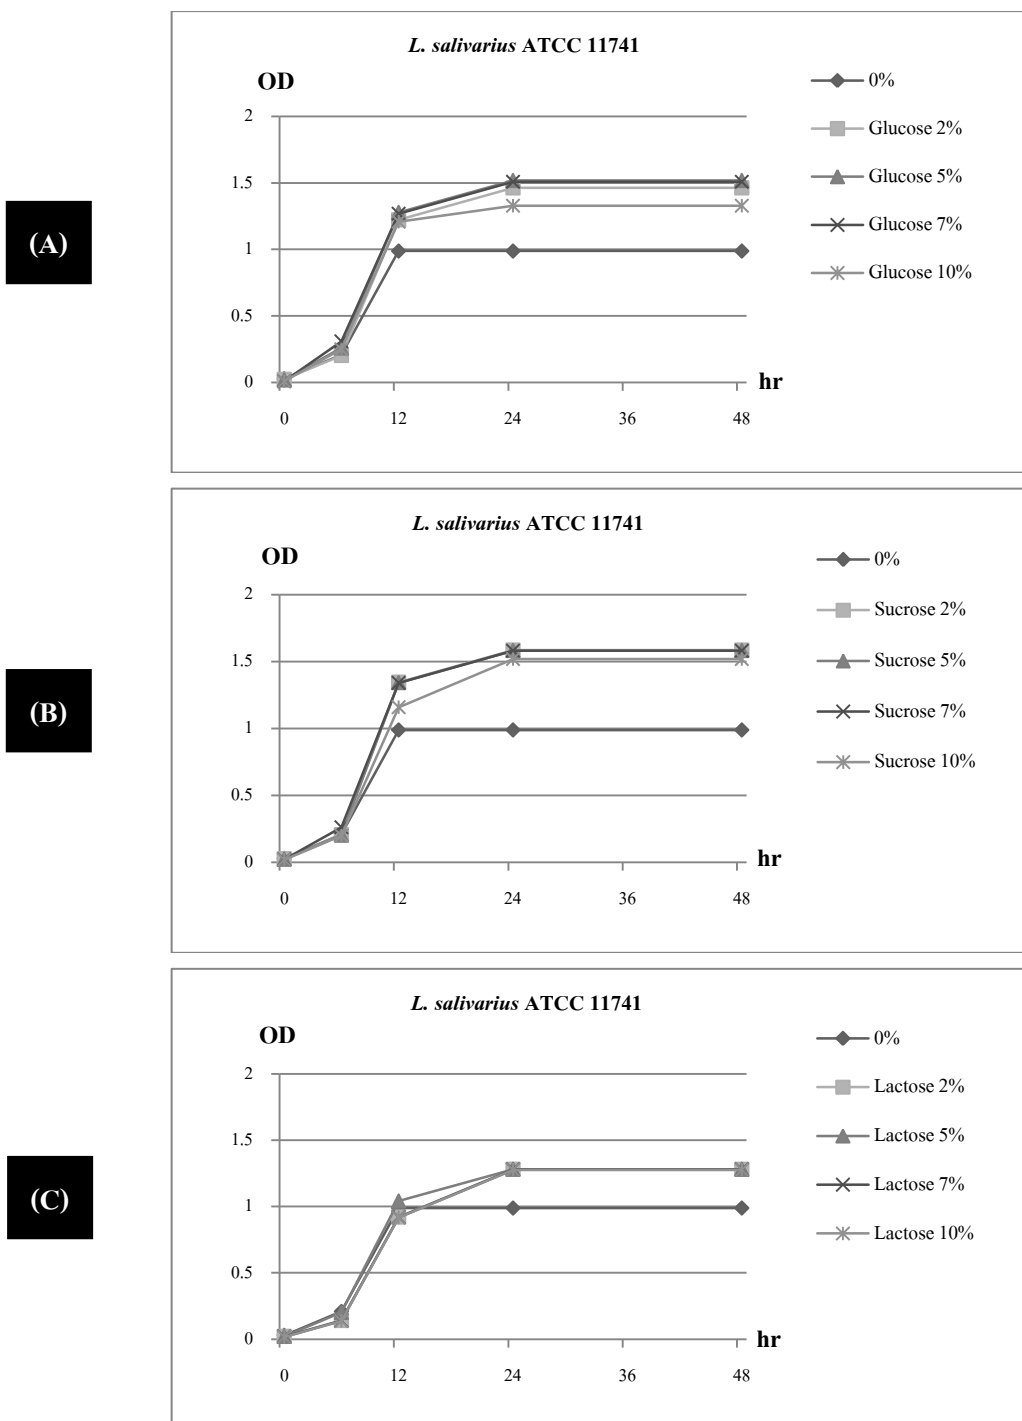 L. salivarius ATCC 11741
OD
2
1.5
1
0.5
0
0 12 24 36 48
hr
0%
Glucose 2%
Glucose 5%
Glucose 7%
Glucose 10%
(A)
L. salivarius ATCC 11741
OD
2
1.5
1
0.5
0
0 12 24 36 48
hr
0%
Sucrose 2%
Sucrose 5%
Sucrose 7%
Sucrose 10%
(B)
L. salivarius ATCC 11741
OD
2
1.5
1
0.5
0
0 12 24 36 48
hr
0%
Lactose 2%
Lactose 5%
Lactose 7%
Lactose 10%
(C)